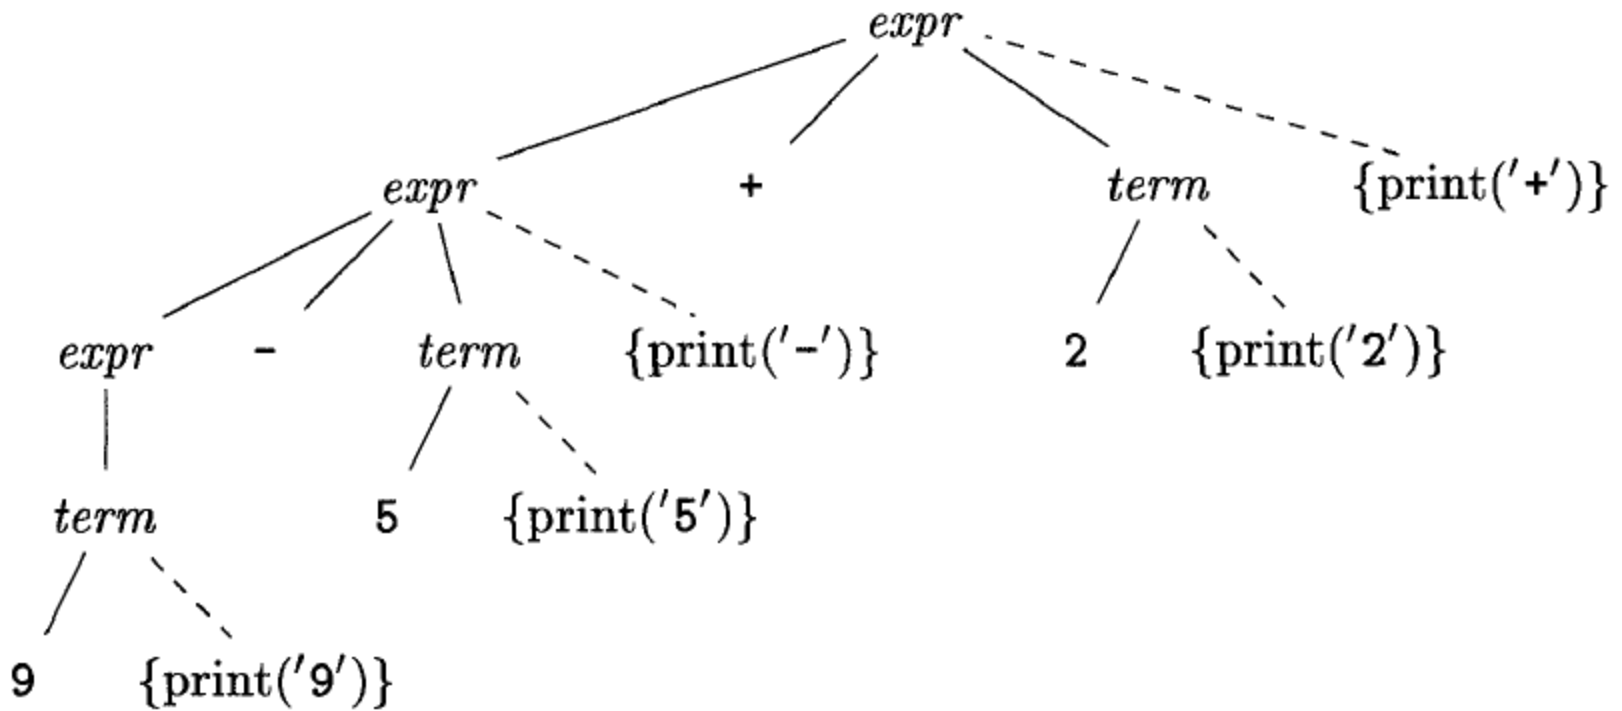 expr
expr + term {print('+')}
expr - term {print('-')} 2 {print('2')}
term 5 {print('5')}
9 {print('9')}